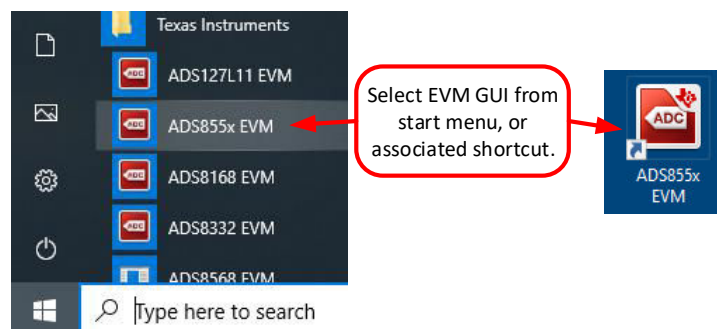 Texas Instruments
ADC
ADS127L11 EVM
ADC
ADS855x EVM
ADC
ADS8168 EVM
ADC
ADS8332 EVM
ADS8568 EVM
Type here to search
Select EVM GUI from
start menu, or
associated shortcut.
ADC
ADS855x
EVM